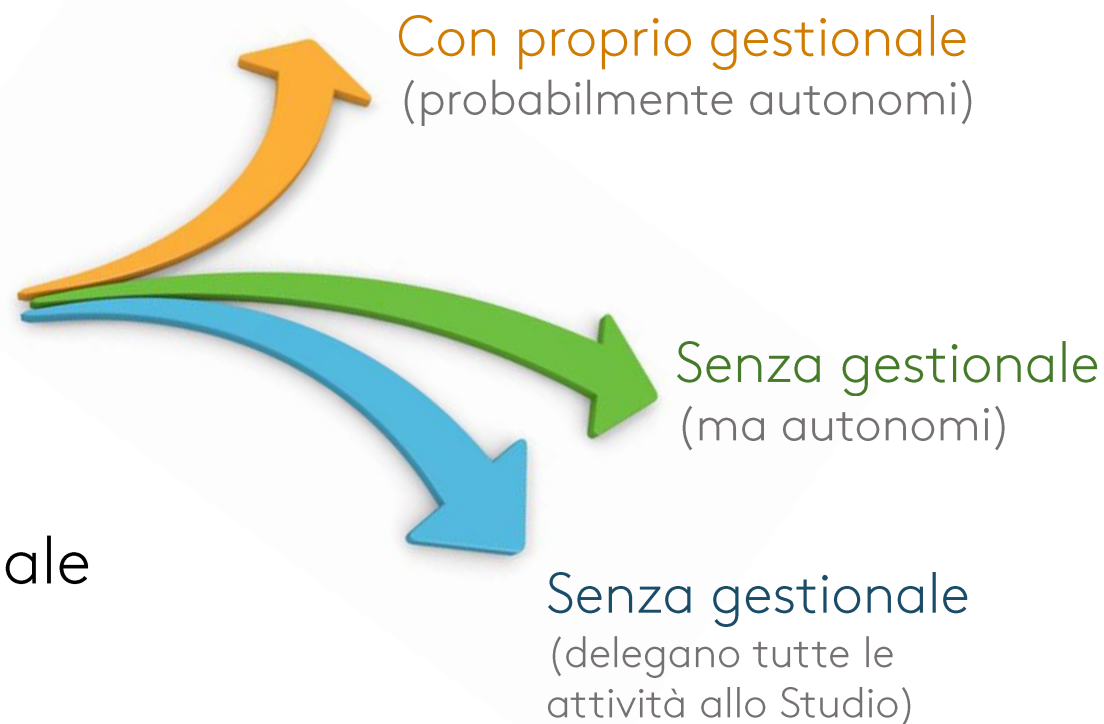 Con proprio gestionale
(probabilmente autonomi)
Senza gestionale
(ma autonomi)
ale
Senza gestionale
(delegano tutte le
attività allo Studio)